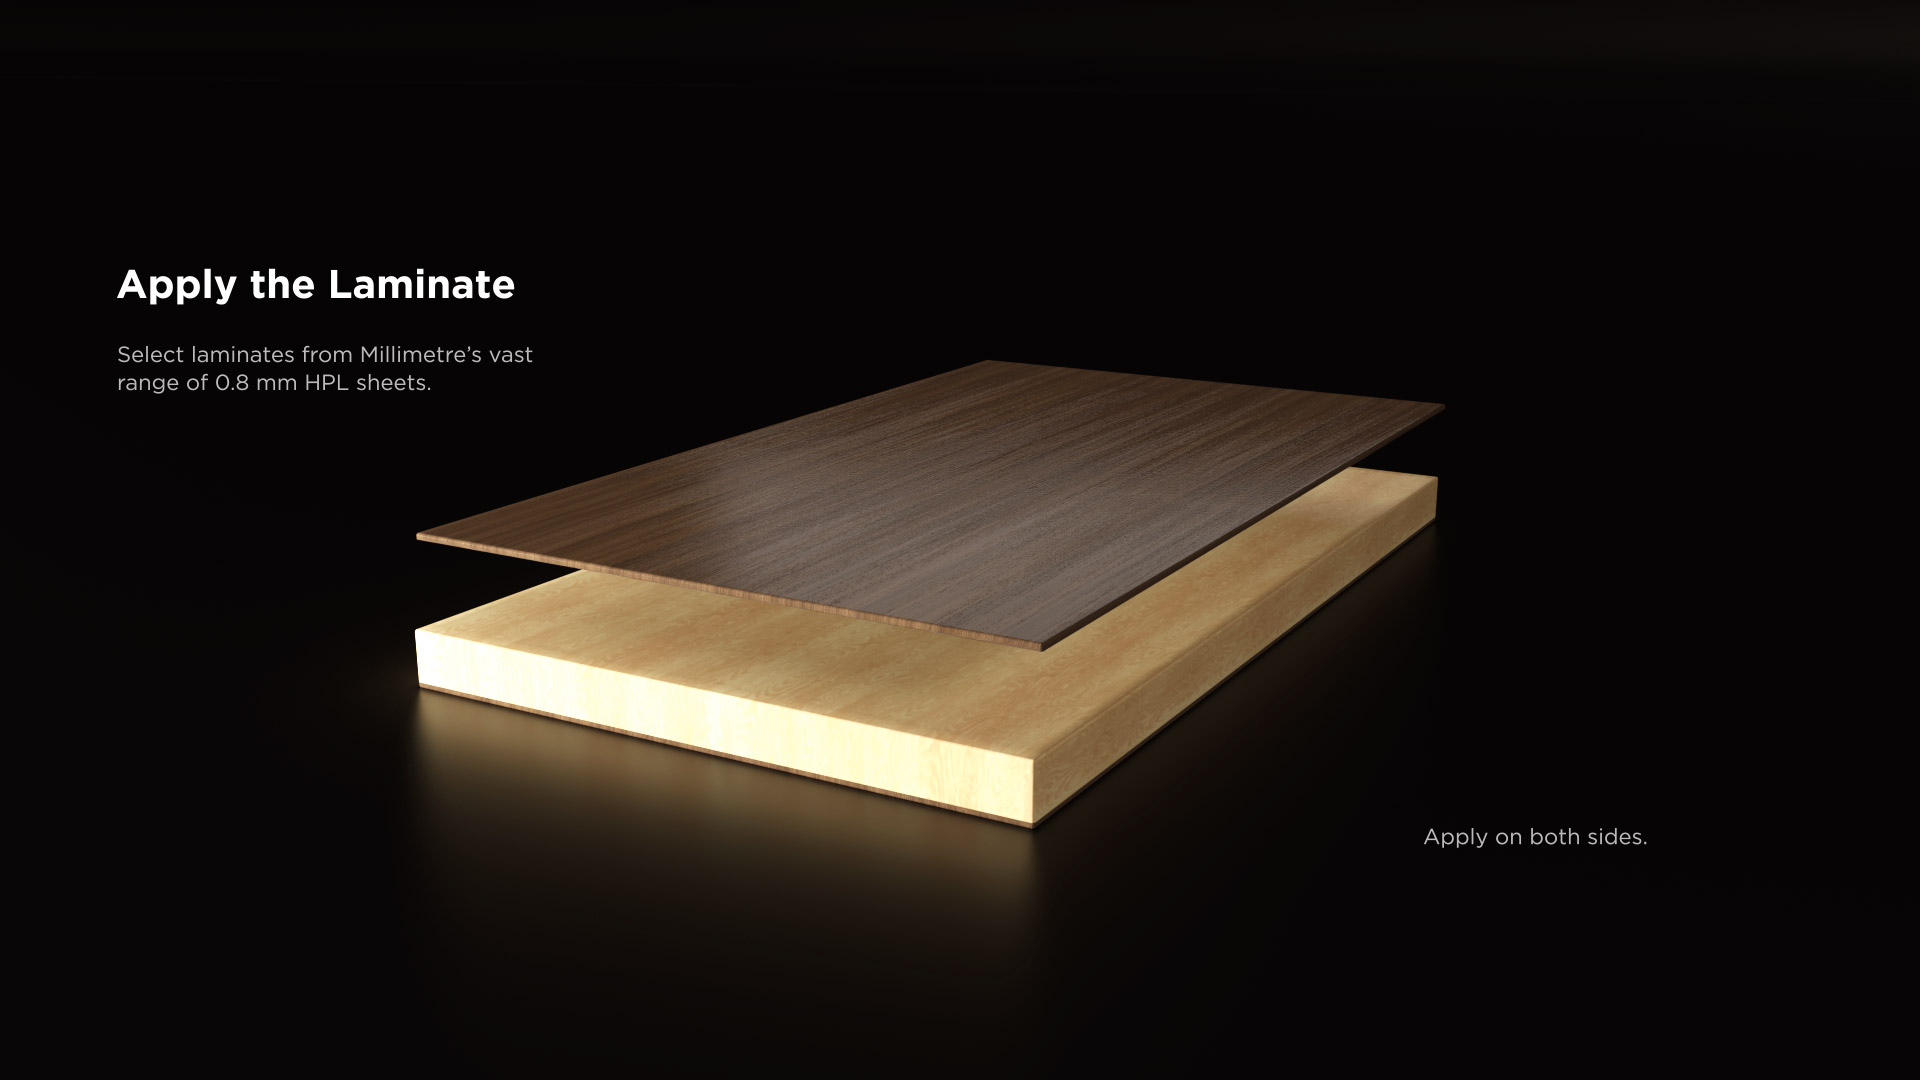 Apply the Laminate
Select laminates from Millimetre’s vast
range of 0.8 mm HPL sheets.
Apply on both sides.